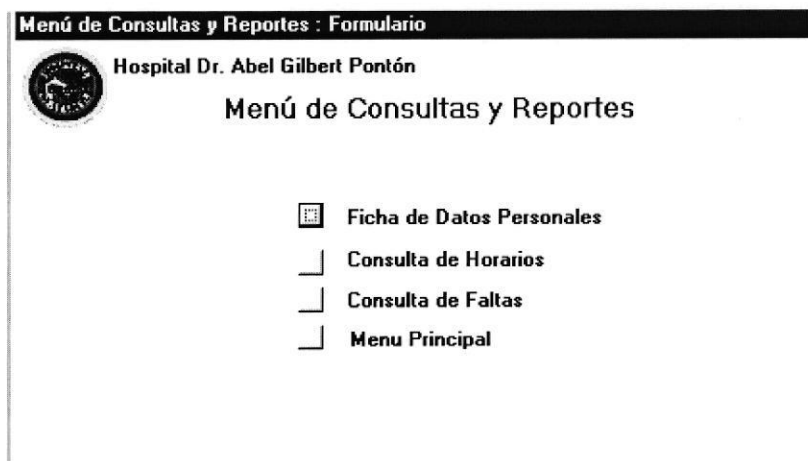 Menú de Consultas y Reportes : Formulario
Hospital Dr. Abel Gilbert Pontón
Menú de Consultas y Reportes
Ficha de Datos Personales
Consulta de Horarios
Consulta de Faltas
Menu Principal